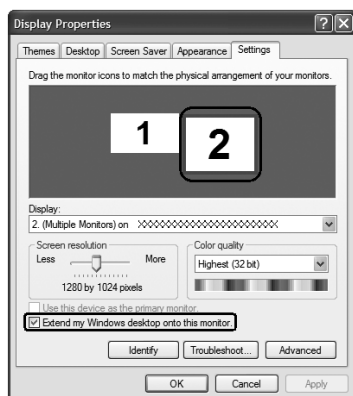 Display Properties
Themes Desktop Screen Saver Appearance Settings
Drag the monitor icons to match the physical arrangement of your monitors.
1 2
Display:
2. (Multiple Monitors) on XXXXXXXXXXXXXXXXXXXXXXX
Screen resolution Color quality
Less More Highest (32 bit)
1280 by 1024 pixels
Use this device as the primary monitor.
Extend my Windows desktop onto this monitor.
Identify Troubleshoot... Advanced
OK Cancel Apply